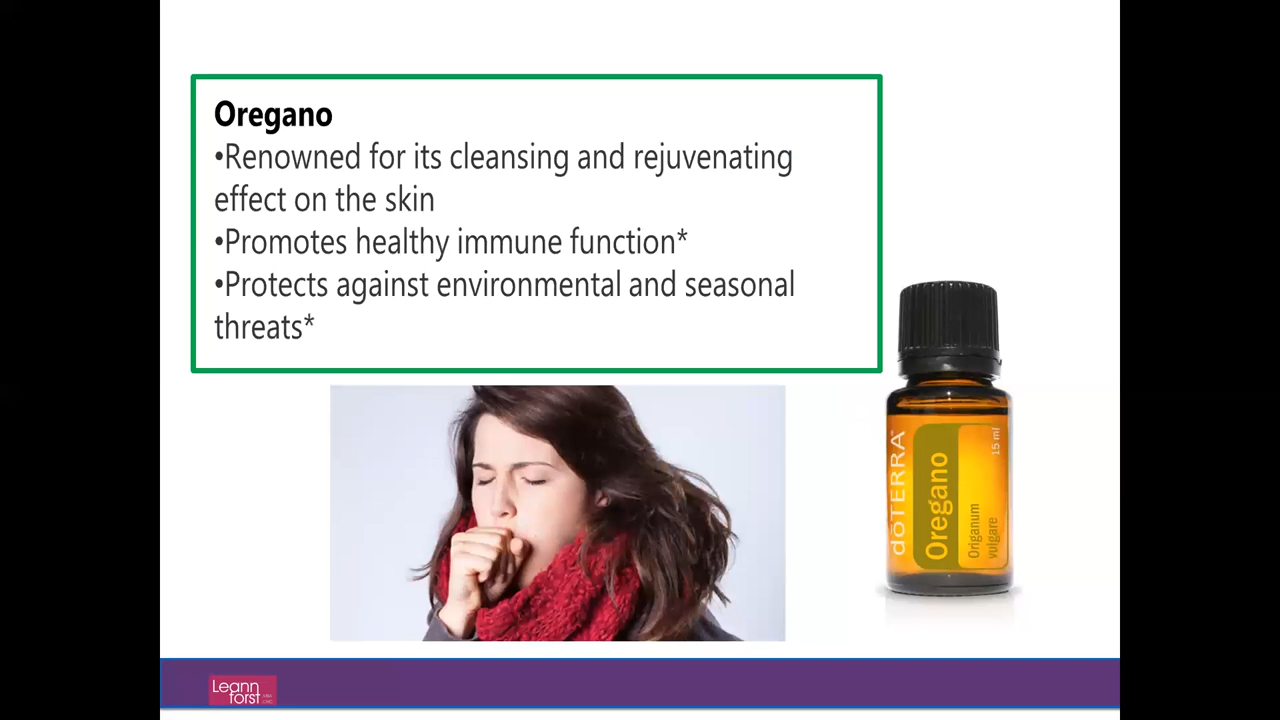 Oregano
•Renowned for its cleansing and rejuvenating
effect on the skin
•Promotes healthy immune function*
•Protects against environmental and seasonal
threats*
dōTERRA
Oregano
Origanum
vulgare
15 ml
Leann
forst